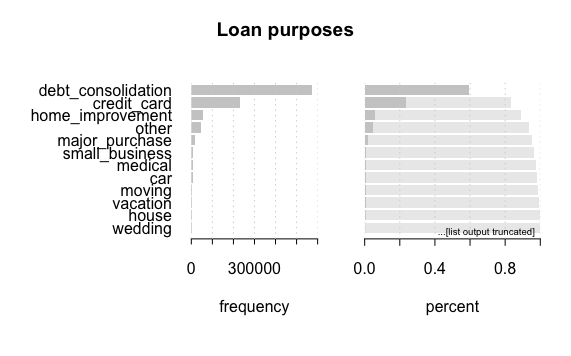 Loan purposes
debt_consolidation
credit_card
home_improvement
other
major_purchase
small_business
medical
car
moving
vacation
house
wedding
...[list output truncated]
0 300000
0.0 0.4 0.8
frequency
percent